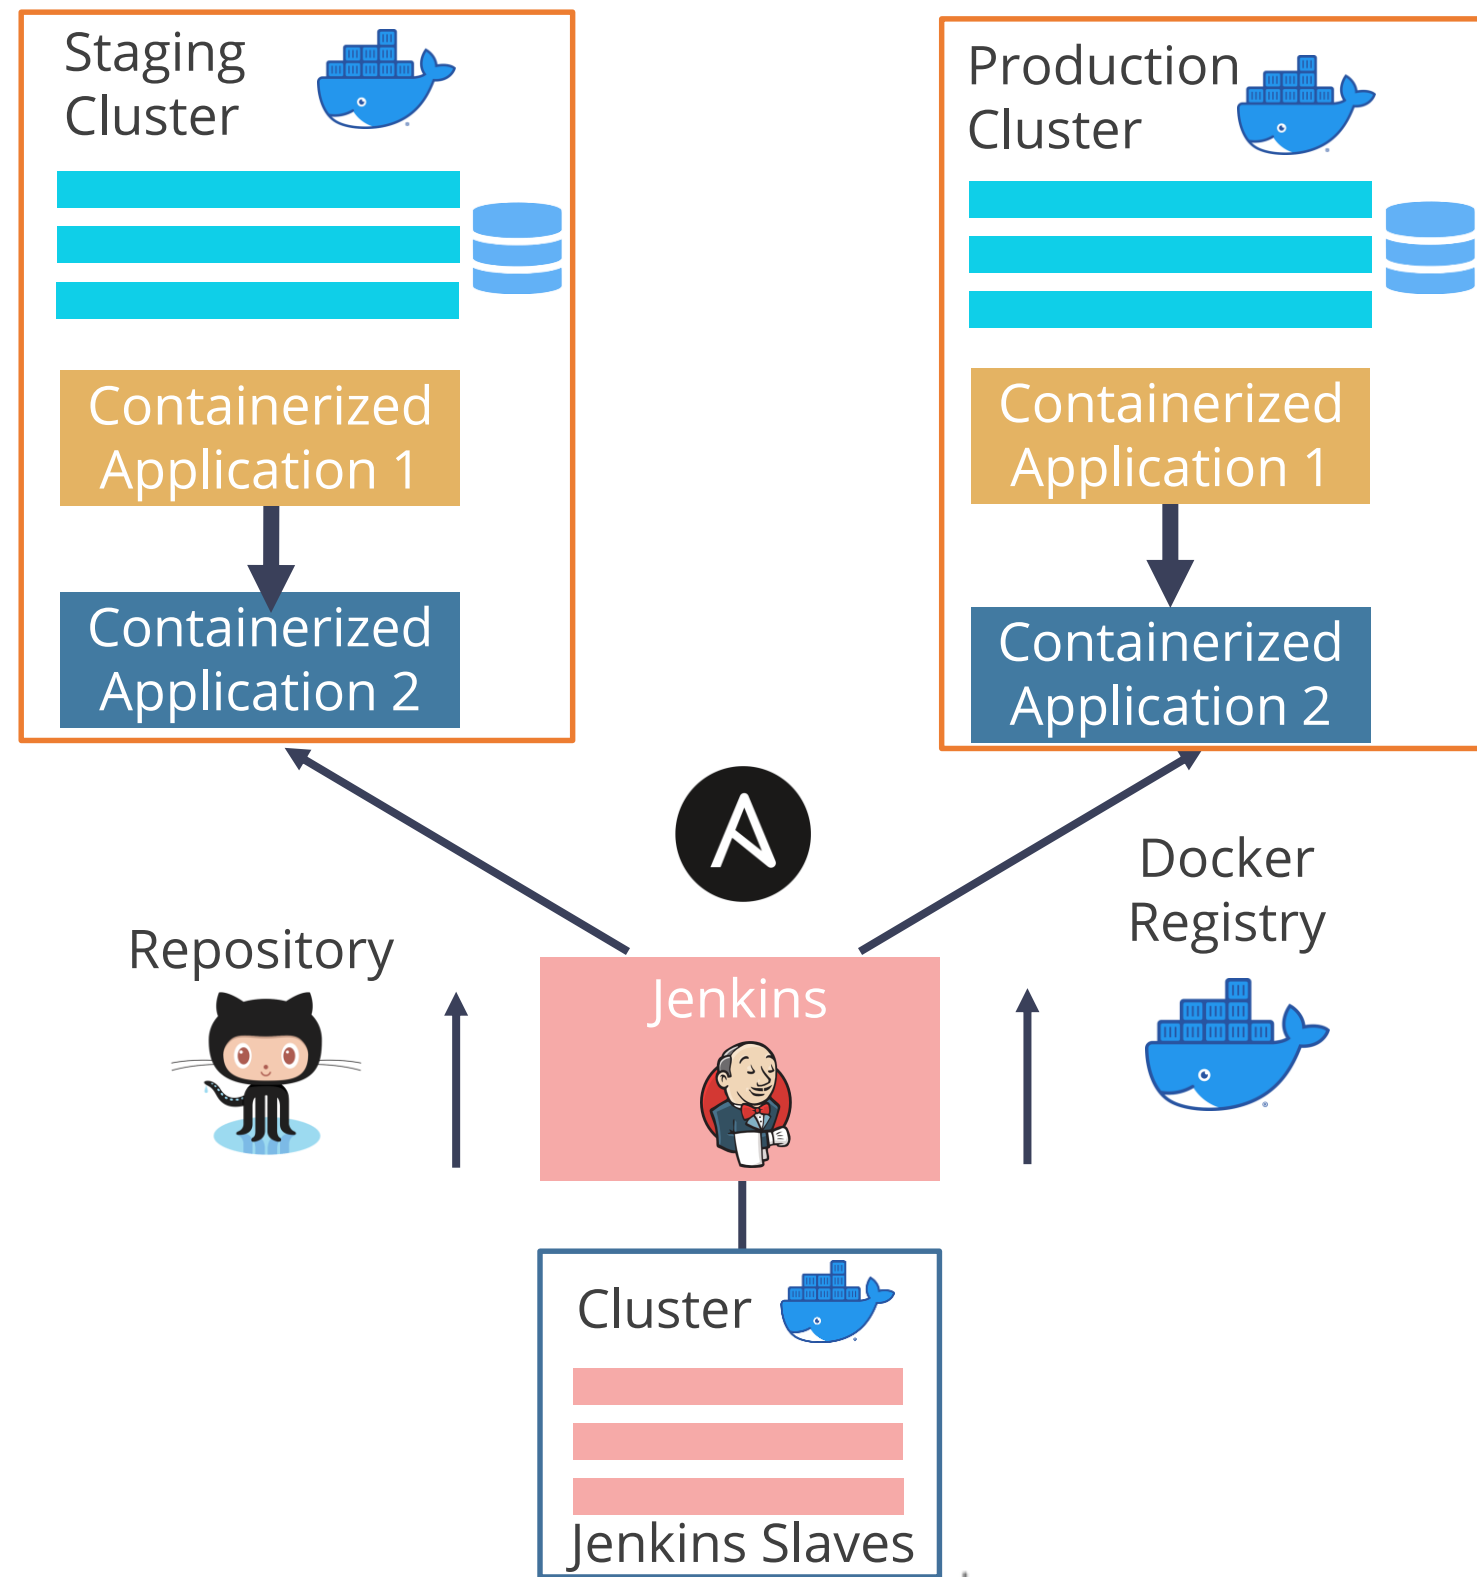 Staging
Cluster
Production
Cluster
Containerized
Application 1
Containerized
Application 1
Containerized
Application 2
Containerized
Application 2
Docker
Registry
Repository
Jenkins
Cluster
Jenkins Slaves